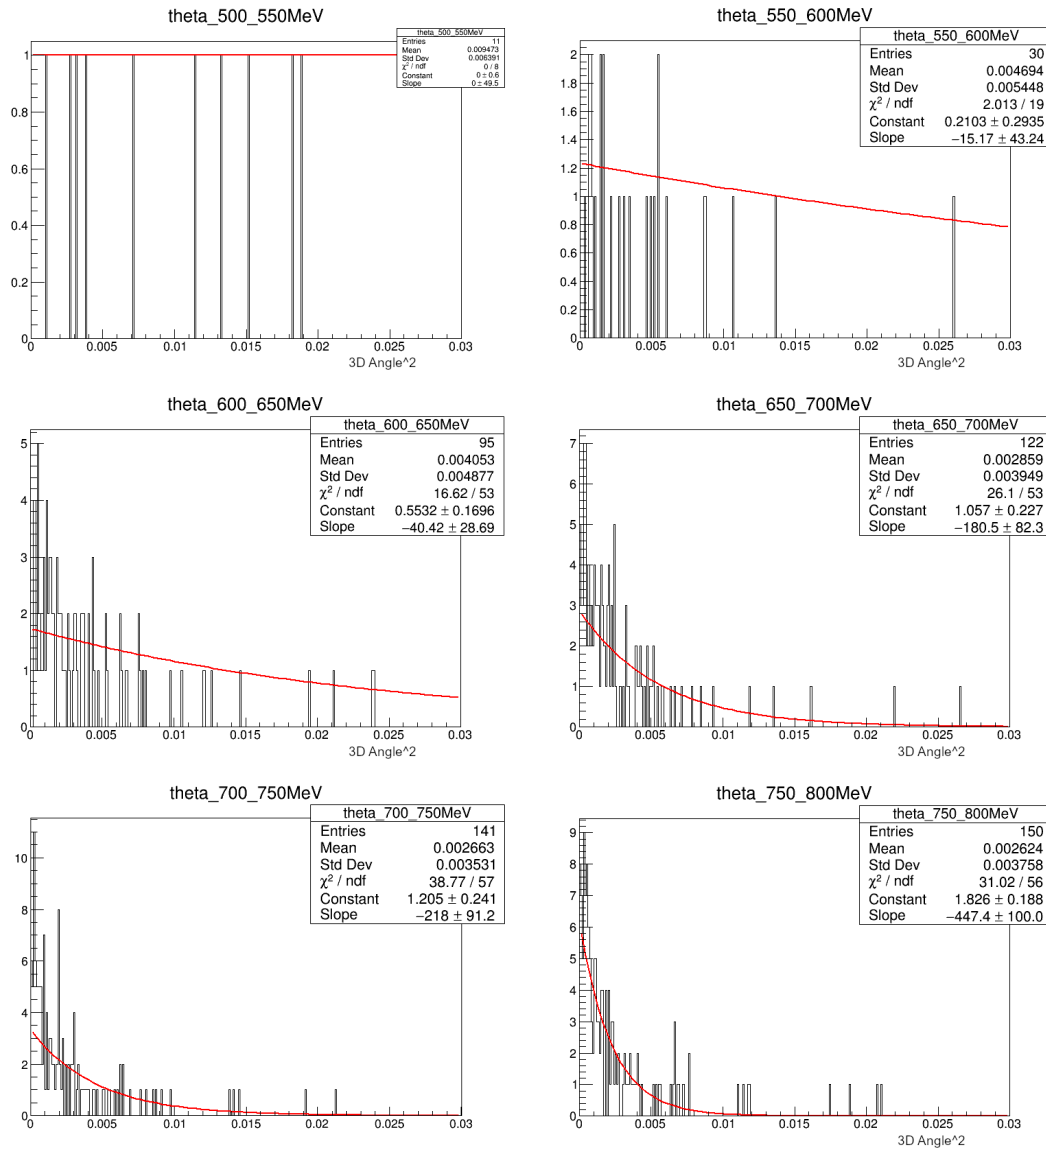 theta_500_550MeV
theta_500_550MeV
Entries 11
Mean 0.009473
Std Dev 0.006391
χ² / ndf 0 / 8
Constant 0 ± 0.6
Slope 0 ± 49.5
1
0.8
0.6
0.4
0.2
0
0 0.005 0.01 0.015 0.02 0.025 0.03
3D Angle^2
theta_550_600MeV
theta_550_600MeV
Entries 30
Mean 0.004694
Std Dev 0.005448
χ² / ndf 2.013 / 19
Constant 0.2103 ± 0.2935
Slope −15.17 ± 43.24
2
1.8
1.6
1.4
1.2
1
0.8
0.6
0.4
0.2
0
0 0.005 0.01 0.015 0.02 0.025 0.03
3D Angle^2
theta_600_650MeV
theta_600_650MeV
Entries 95
Mean 0.004053
Std Dev 0.004877
χ² / ndf 16.62 / 53
Constant 0.5532 ± 0.1696
Slope −40.42 ± 28.69
5
4
3
2
1
0
0 0.005 0.01 0.015 0.02 0.025 0.03
3D Angle^2
theta_650_700MeV
theta_650_700MeV
Entries 122
Mean 0.002859
Std Dev 0.003949
χ² / ndf 26.1 / 53
Constant 1.057 ± 0.227
Slope −180.5 ± 82.3
7
6
5
4
3
2
1
0
0 0.005 0.01 0.015 0.02 0.025 0.03
3D Angle^2
theta_700_750MeV
theta_700_750MeV
Entries 141
Mean 0.002663
Std Dev 0.003531
χ² / ndf 38.77 / 57
Constant 1.205 ± 0.241
Slope −218 ± 91.2
10
8
6
4
2
0
0 0.005 0.01 0.015 0.02 0.025 0.03
3D Angle^2
theta_750_800MeV
theta_750_800MeV
Entries 150
Mean 0.002624
Std Dev 0.003758
χ² / ndf 31.02 / 56
Constant 1.826 ± 0.188
Slope −447.4 ± 100.0
9
8
7
6
5
4
3
2
1
0
0 0.005 0.01 0.015 0.02 0.025 0.03
3D Angle^2